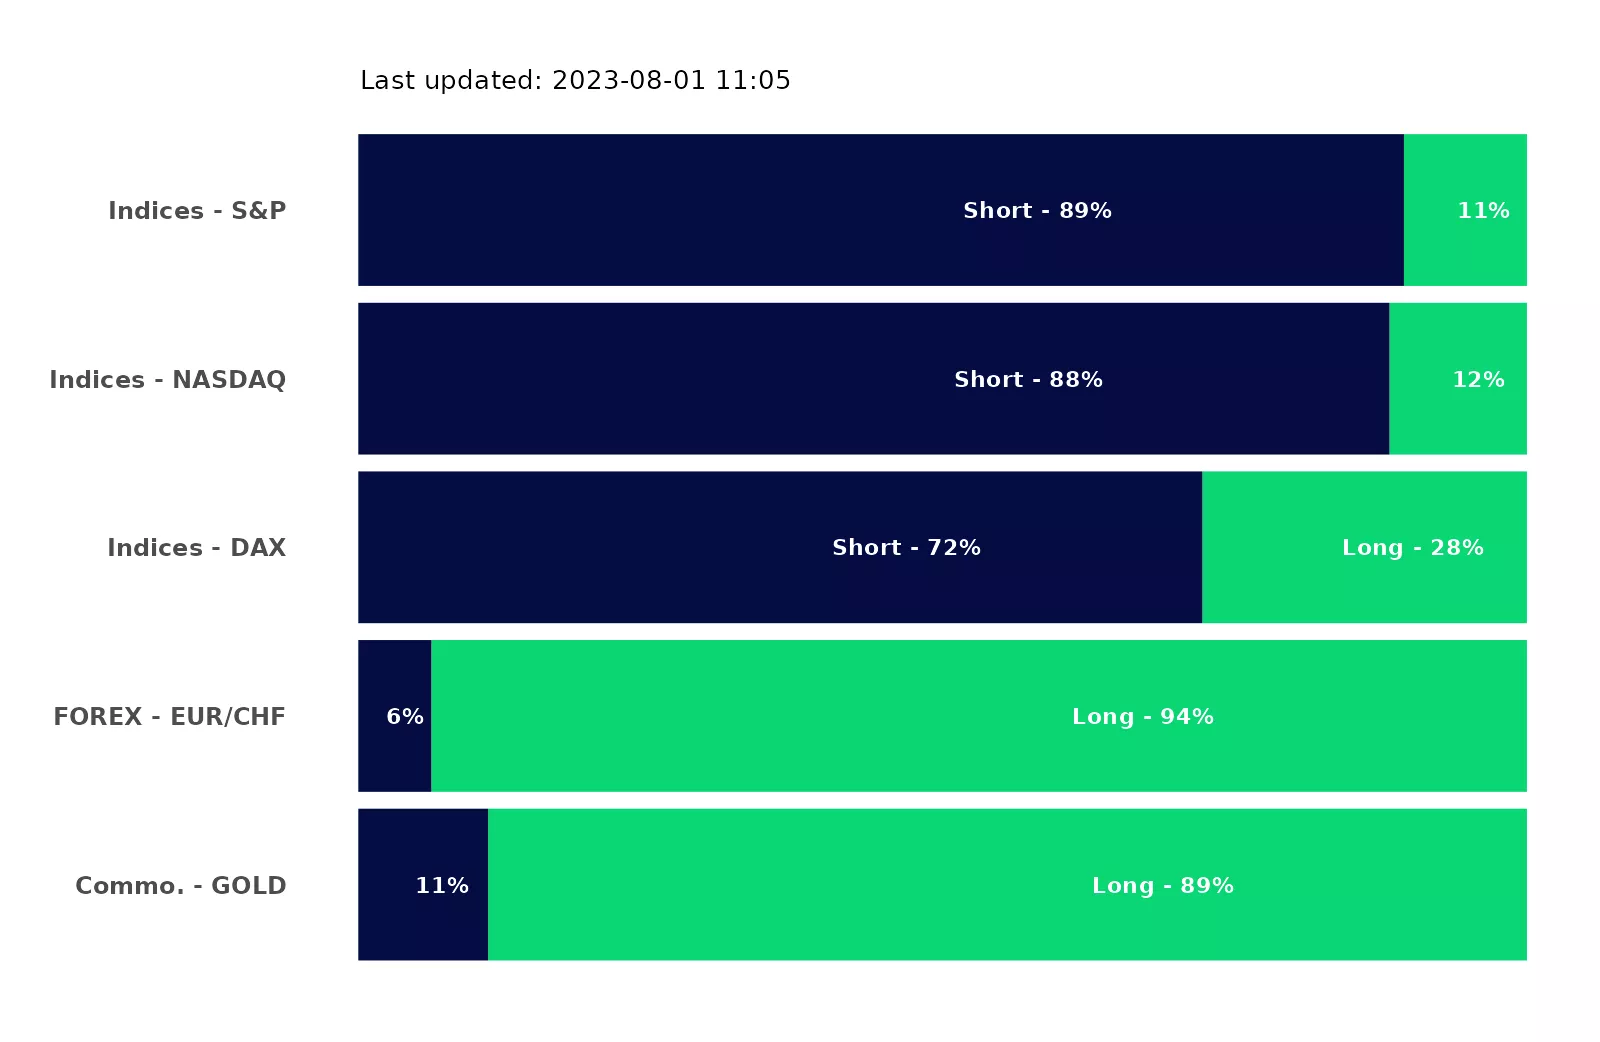 Last updated: 2023-08-01 11:05
Indices - S&P Short - 89% 11%
Indices - NASDAQ Short - 88% 12%
Indices - DAX Short - 72% Long - 28%
FOREX - EUR/CHF 6% Long - 94%
Commo. - GOLD 11% Long - 89%